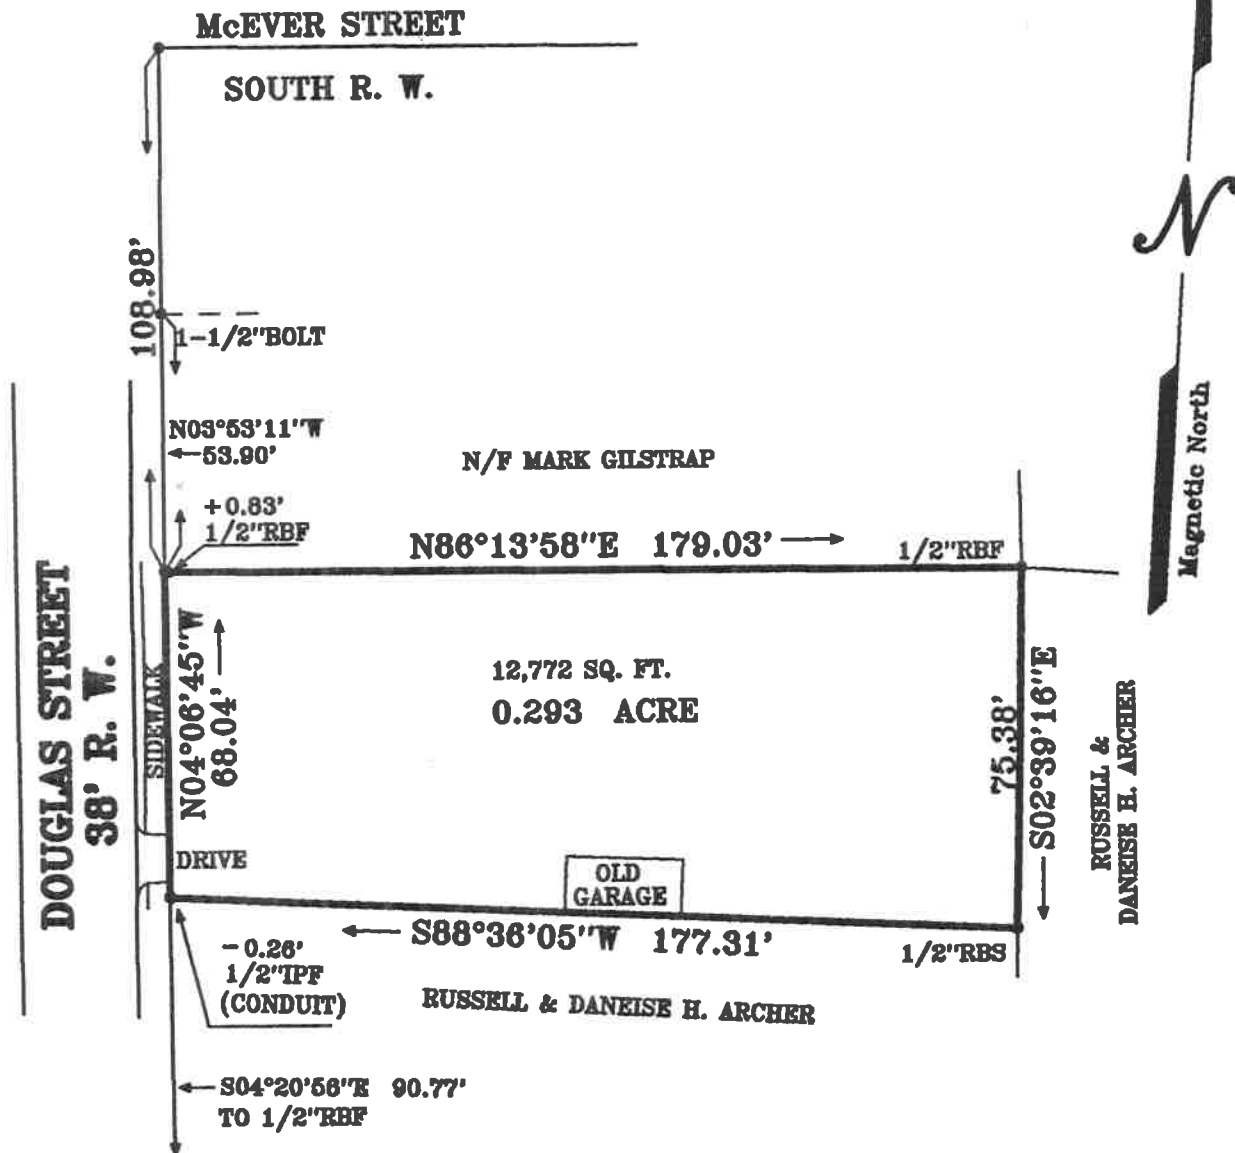 McEVER STREET
SOUTH R. W.
N
108.98'
1-1/2"BOLT
Magnetic North
N03°53'11"W
53.90'
N/F MARK GILSTRAP
+0.83'
1/2"RBF
N86°13'58"E 179.03'
1/2"RBF
DOUGLAS STREET
38' R. W.
SIDEWALK
N04°06'45"W
68.04'
12,772 SQ. FT.
0.293 ACRE
75.38'
S02°39'16"E
RUSSELL &
DANEISE H. ARCHER
DRIVE
OLD
GARAGE
S88°36'05"W 177.31'
1/2"RBS
-0.26'
1/2"IPF
(CONDUIT)
RUSSELL & DANEISE H. ARCHER
S04°20'56"E 90.77'
TO 1/2"RBF